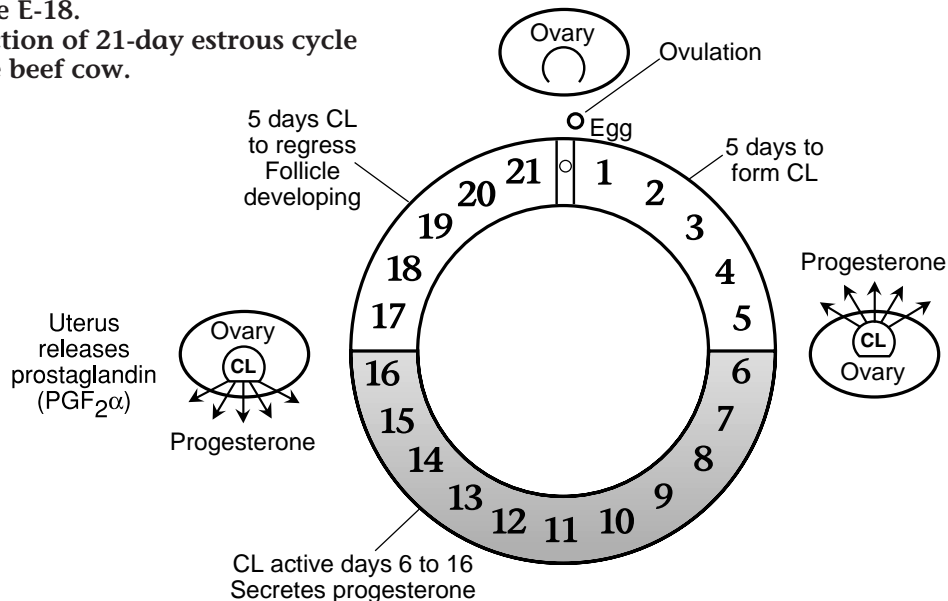 E-18.
21-day estrous cycle
beef cow.
Ovary
Ovulation
Egg
5 days CL
to regress
Follicle
developing
5 days to
form CL
21
1
20
2
19
3
18
4
17
5
Progesterone
CL
Ovary
Uterus
releases
prostaglandin
(PGF₂α)
Ovary
CL
Progesterone
16
6
15
7
14
8
13
9
12
10
11
CL active days 6 to 16
Secretes progesterone